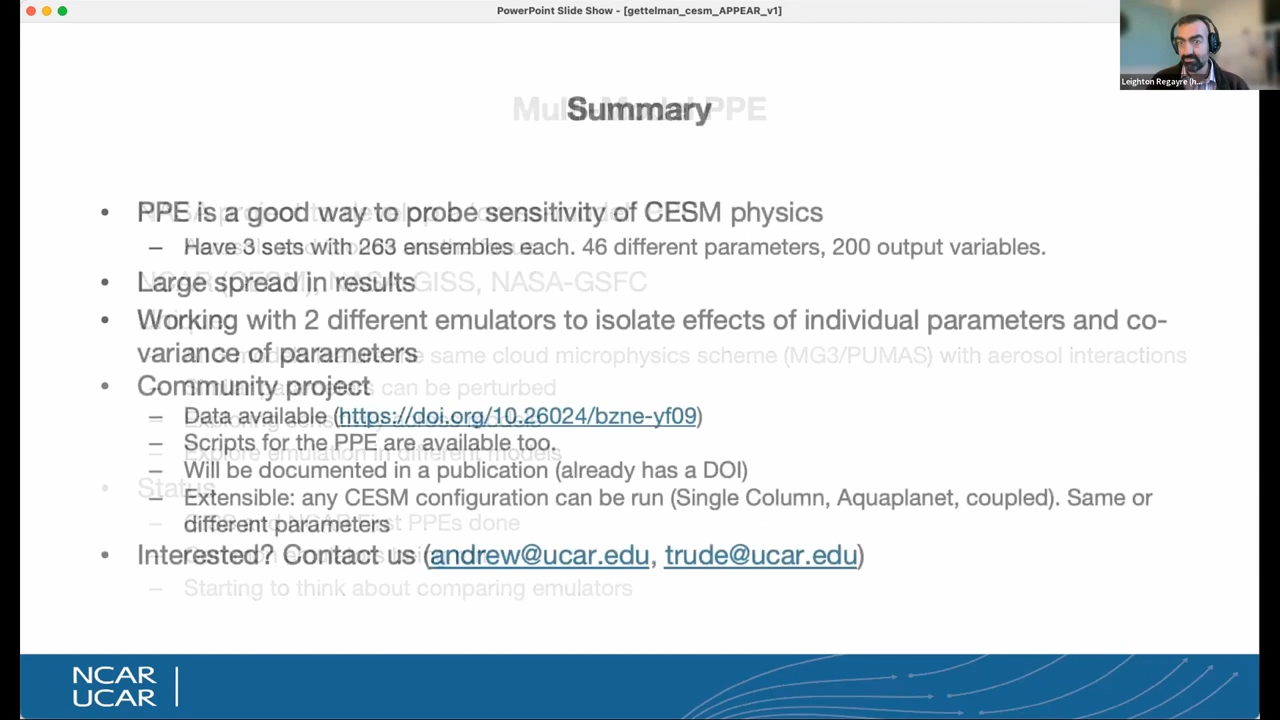 PowerPoint Slide Show - [gettelman_cesm_APPEAR_v1]
Leighton Regayre (h...
Summary
• PPE is a good way to probe sensitivity of CESM physics
– Have 3 sets with 263 ensembles each. 46 different parameters, 200 output variables.
• Large spread in results
• Working with 2 different emulators to isolate effects of individual parameters and co-
variance of parameters
• Community project
– Data available (https://doi.org/10.26024/bzne-yf09)
– Scripts for the PPE are available too.
– Will be documented in a publication (already has a DOI)
– Extensible: any CESM configuration can be run (Single Column, Aquaplanet, coupled). Same or
different parameters
• Interested? Contact us (andrew@ucar.edu, trude@ucar.edu)
Multi-Model PPE
NCAR (CESM), NASA-GISS, NASA-GSFC
same cloud microphysics scheme (MG3/PUMAS) with aerosol interactions
can be perturbed
Explore emulation in different models
• Status
First PPEs done
– Starting to think about comparing emulators
NCAR
UCAR